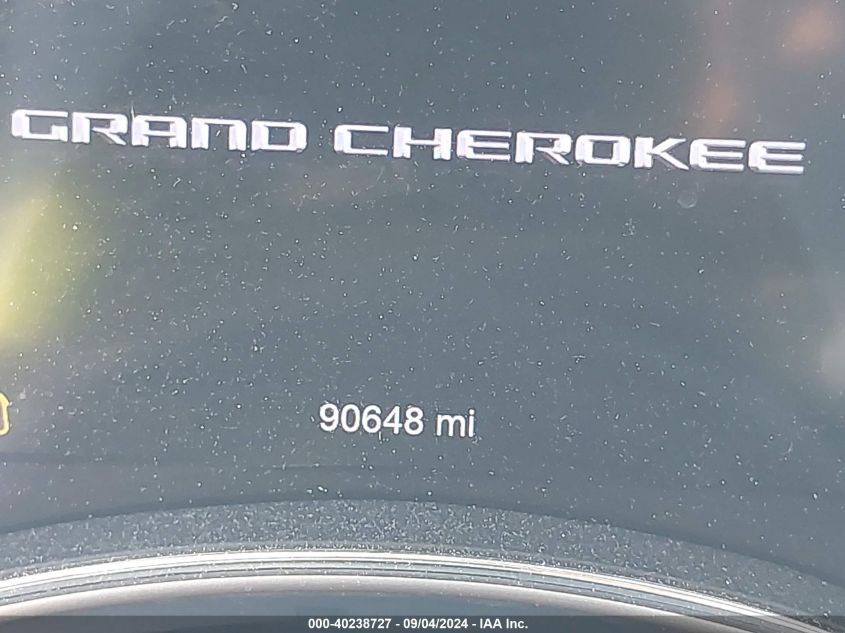 GRAND CHEROKEE
90648 mi
000-40238727 - 09/04/2024 - IAA Inc.